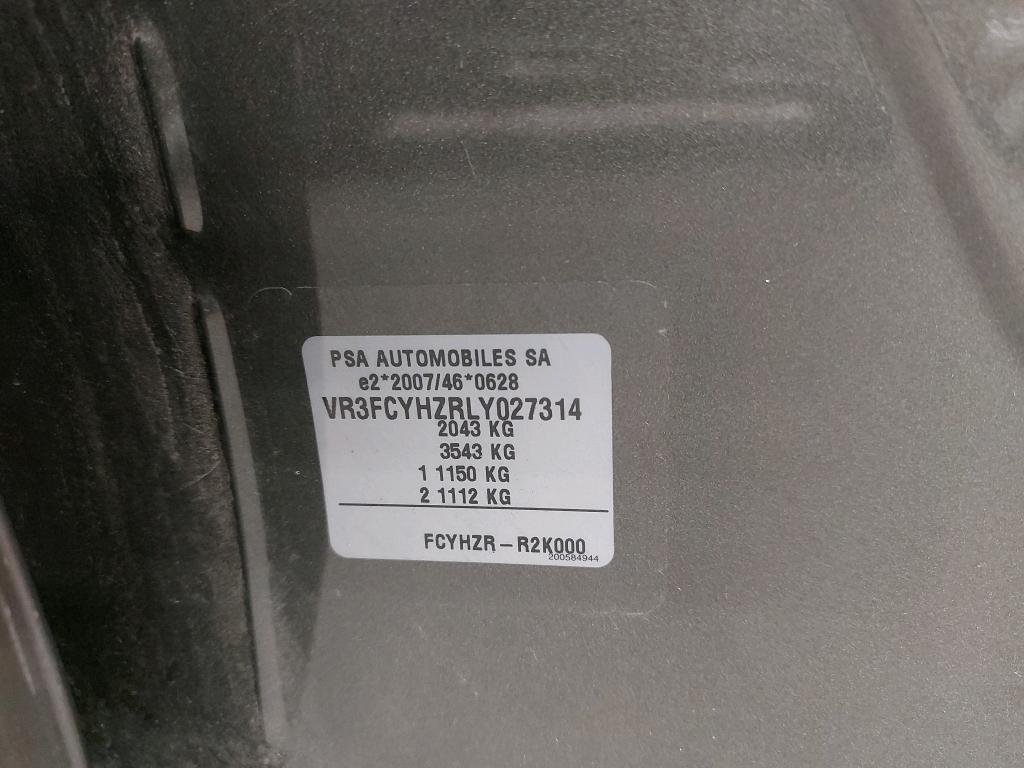 PSA AUTOMOBILES SA
e2*2007/46*0628
VR3FCYHZRLY027314
2043 KG
3543 KG
1 1150 KG
2 1112 KG
FCYHZR – R2K000
200584944